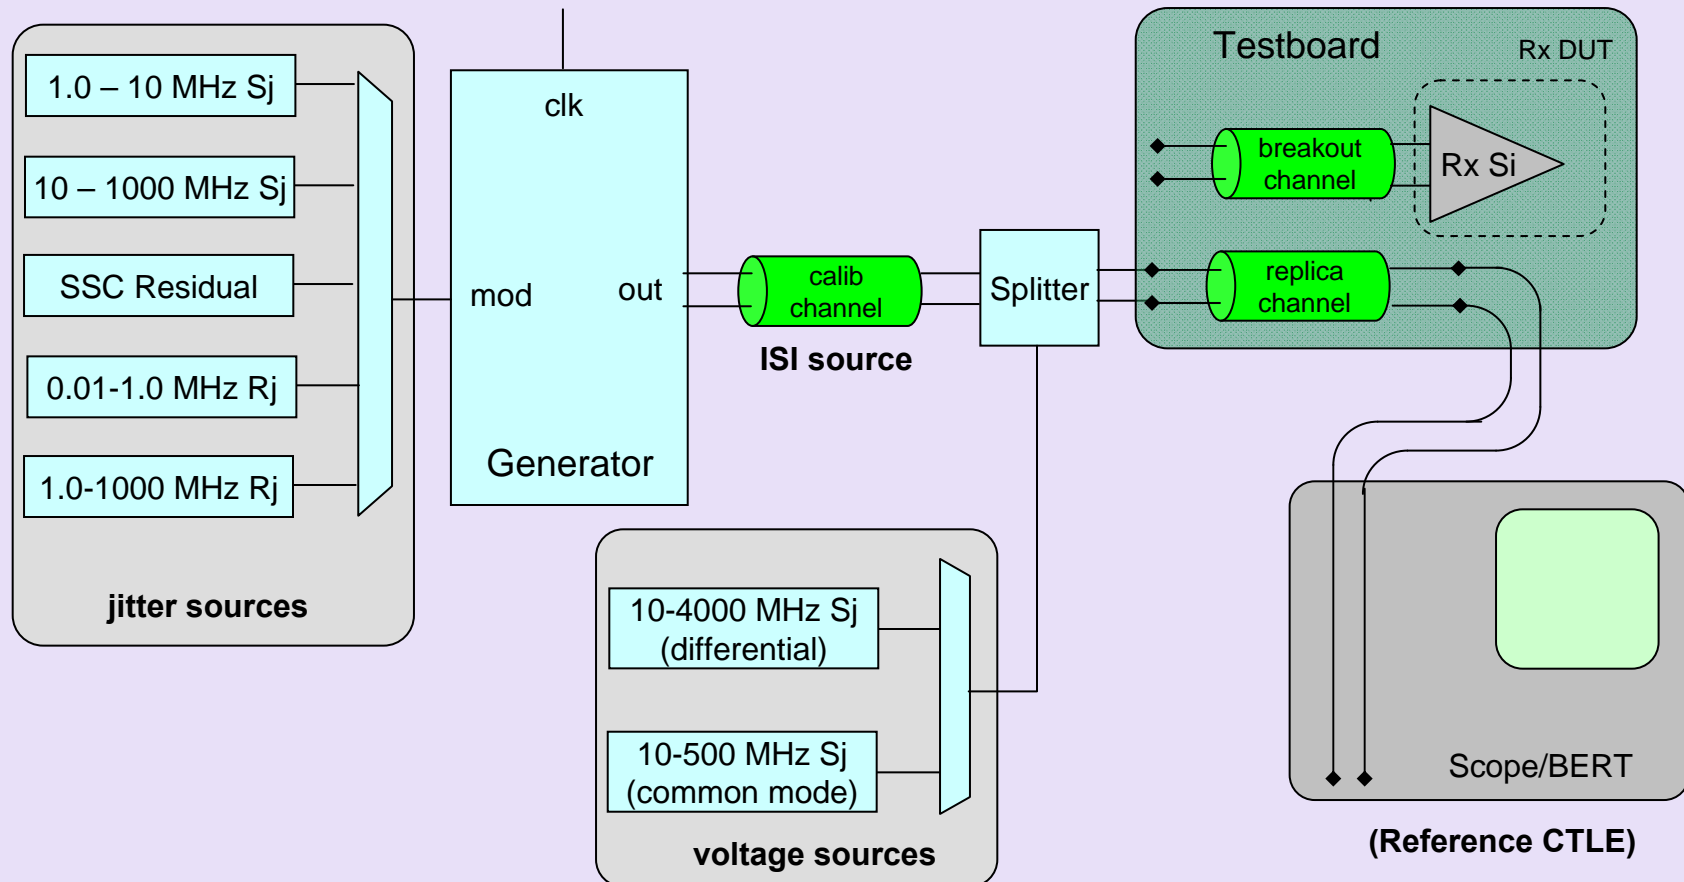 1.0 – 10 MHz Sj
10 – 1000 MHz Sj
SSC Residual
0.01-1.0 MHz Rj
1.0-1000 MHz Rj
jitter sources
clk
mod
out
Generator
calib
channel
ISI source
Splitter
10-4000 MHz Sj
(differential)
10-500 MHz Sj
(common mode)
voltage sources
Testboard
Rx DUT
breakout
channel
Rx Si
replica
channel
Scope/BERT
(Reference CTLE)